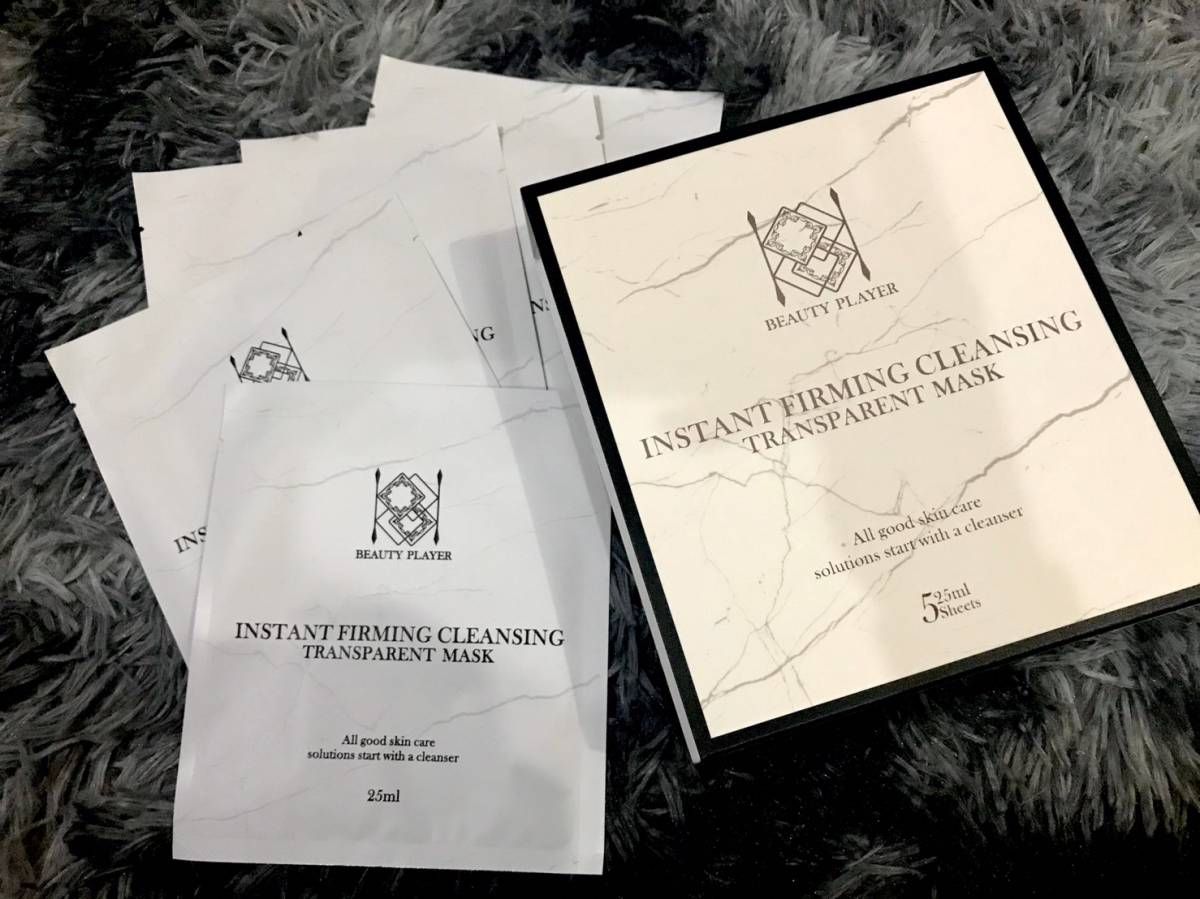 BEAUTY PLAYER
INSTANT FIRMING CLEANSING
TRANSPARENT MASK
All good skin care
solutions start with a cleanser
5 25ml
Sheets
BEAUTY PLAYER
INSTANT FIRMING CLEANSING
TRANSPARENT MASK
All good skin care
solutions start with a cleanser
25ml